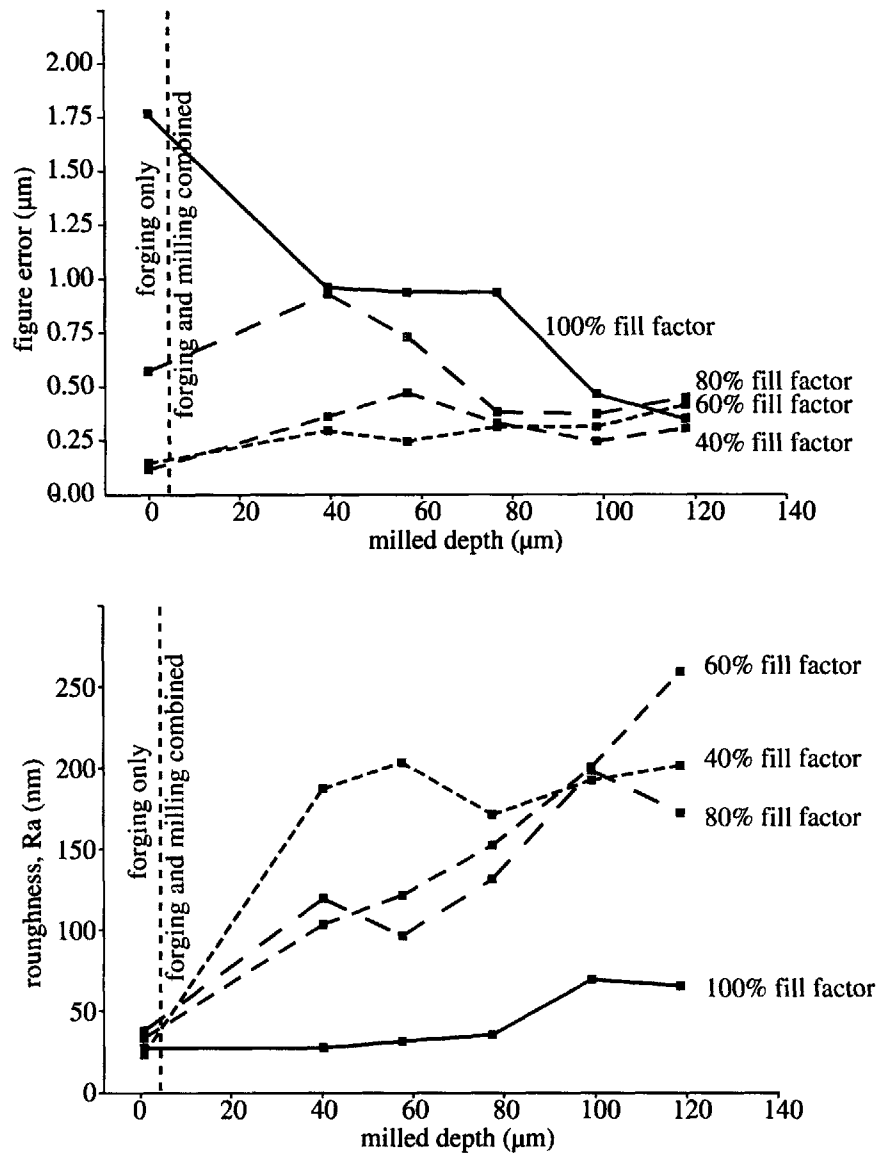 2.00
1.75
1.50
1.25
1.00
0.75
0.50
0.25
0.00
figure error (µm)
forging only
forging and milling combined
100% fill factor
80% fill factor
60% fill factor
40% fill factor
0
20
40
60
80
100
120
140
milled depth (µm)
250
200
150
100
50
0
rounghness, Ra (nm)
forging only
forging and milling combined
60% fill factor
40% fill factor
80% fill factor
100% fill factor
0
20
40
60
80
100
120
140
milled depth (µm)